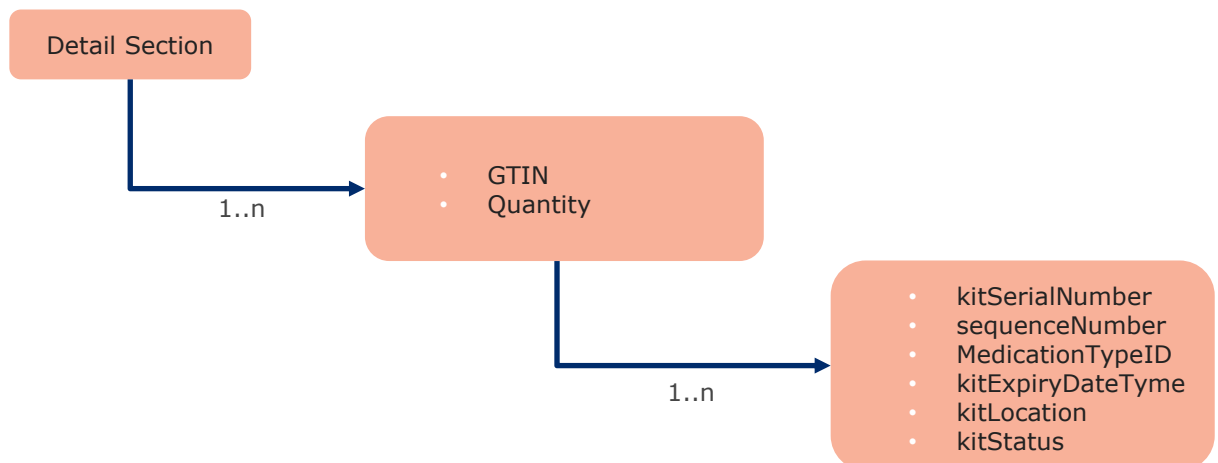 Detail Section
• GTIN
• Quantity
1..n
• kitSerialNumber
• sequenceNumber
• MedicationTypeID
• kitExpiryDateTyme
• kitLocation
• kitStatus
1..n